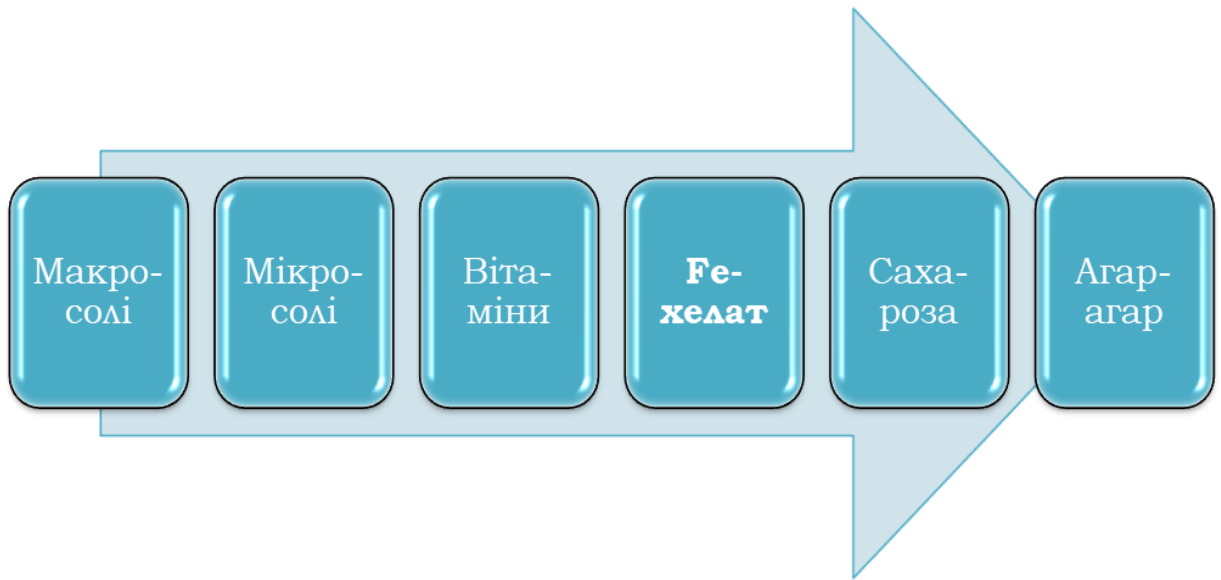 Макро-
солі
Мікро-
солі
Віта-
міни
Fe-
хелат
Саха-
роза
Агар-
агар